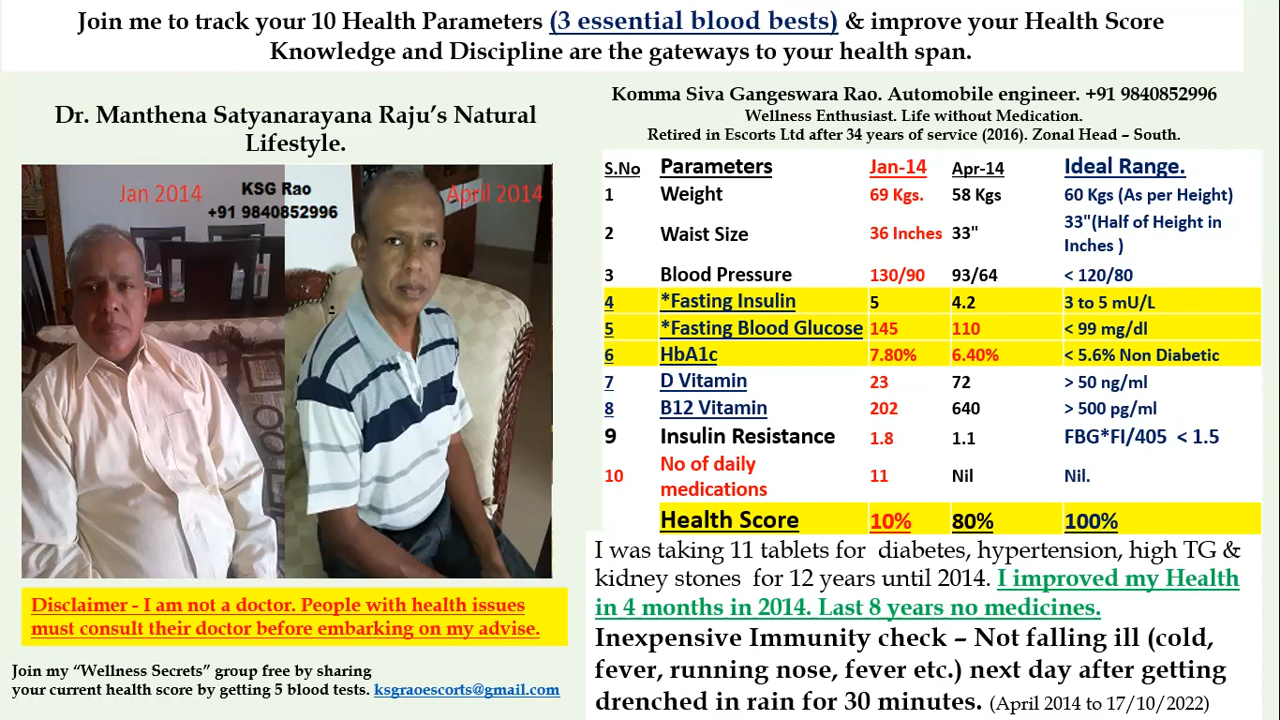 Join me to track your 10 Health Parameters (3 essential blood bests) & improve your Health Score
Knowledge and Discipline are the gateways to your health span.
Dr. Manthena Satyanarayana Raju's Natural
Lifestyle.
Jan 2014
KSG Rao
+91 9840852996
April 2014
Disclaimer - I am not a doctor. People with health issues
must consult their doctor before embarking on my advise.
Join my “Wellness Secrets” group free by sharing
your current health score by getting 5 blood tests. ksgraoescorts@gmail.com
Komma Siva Gangeswara Rao. Automobile engineer. +91 9840852996
Wellness Enthusiast. Life without Medication.
Retired in Escorts Ltd after 34 years of service (2016). Zonal Head – South.
S.No Parameters Jan-14 Apr-14 Ideal Range.
1 Weight 69 Kgs. 58 Kgs 60 Kgs (As per Height)
2 Waist Size 36 Inches 33" 33"(Half of Height in
Inches )
3 Blood Pressure 130/90 93/64 < 120/80
4 *Fasting Insulin 5 4.2 3 to 5 mU/L
5 *Fasting Blood Glucose 145 110 < 99 mg/dl
6 HbA1c 7.80% 6.40% < 5.6% Non Diabetic
7 D Vitamin 23 72 > 50 ng/ml
8 B12 Vitamin 202 640 > 500 pg/ml
9 Insulin Resistance 1.8 1.1 FBG*FI/405 < 1.5
10 No of daily
medications 11 Nil Nil.
Health Score 10% 80% 100%
I was taking 11 tablets for diabetes, hypertension, high TG &
kidney stones for 12 years until 2014. I improved my Health
in 4 months in 2014. Last 8 years no medicines.
Inexpensive Immunity check – Not falling ill (cold,
fever, running nose, fever etc.) next day after getting
drenched in rain for 30 minutes. (April 2014 to 17/10/2022)